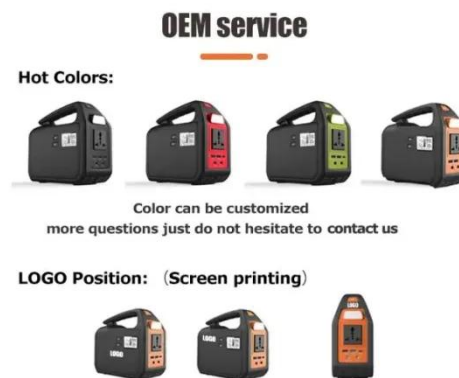 OEM service
Hot Colors:
Color can be customized
more questions just do not hesitate to contact us
LOGO Position: (Screen printing)
LOGO
LOGO
LOGO